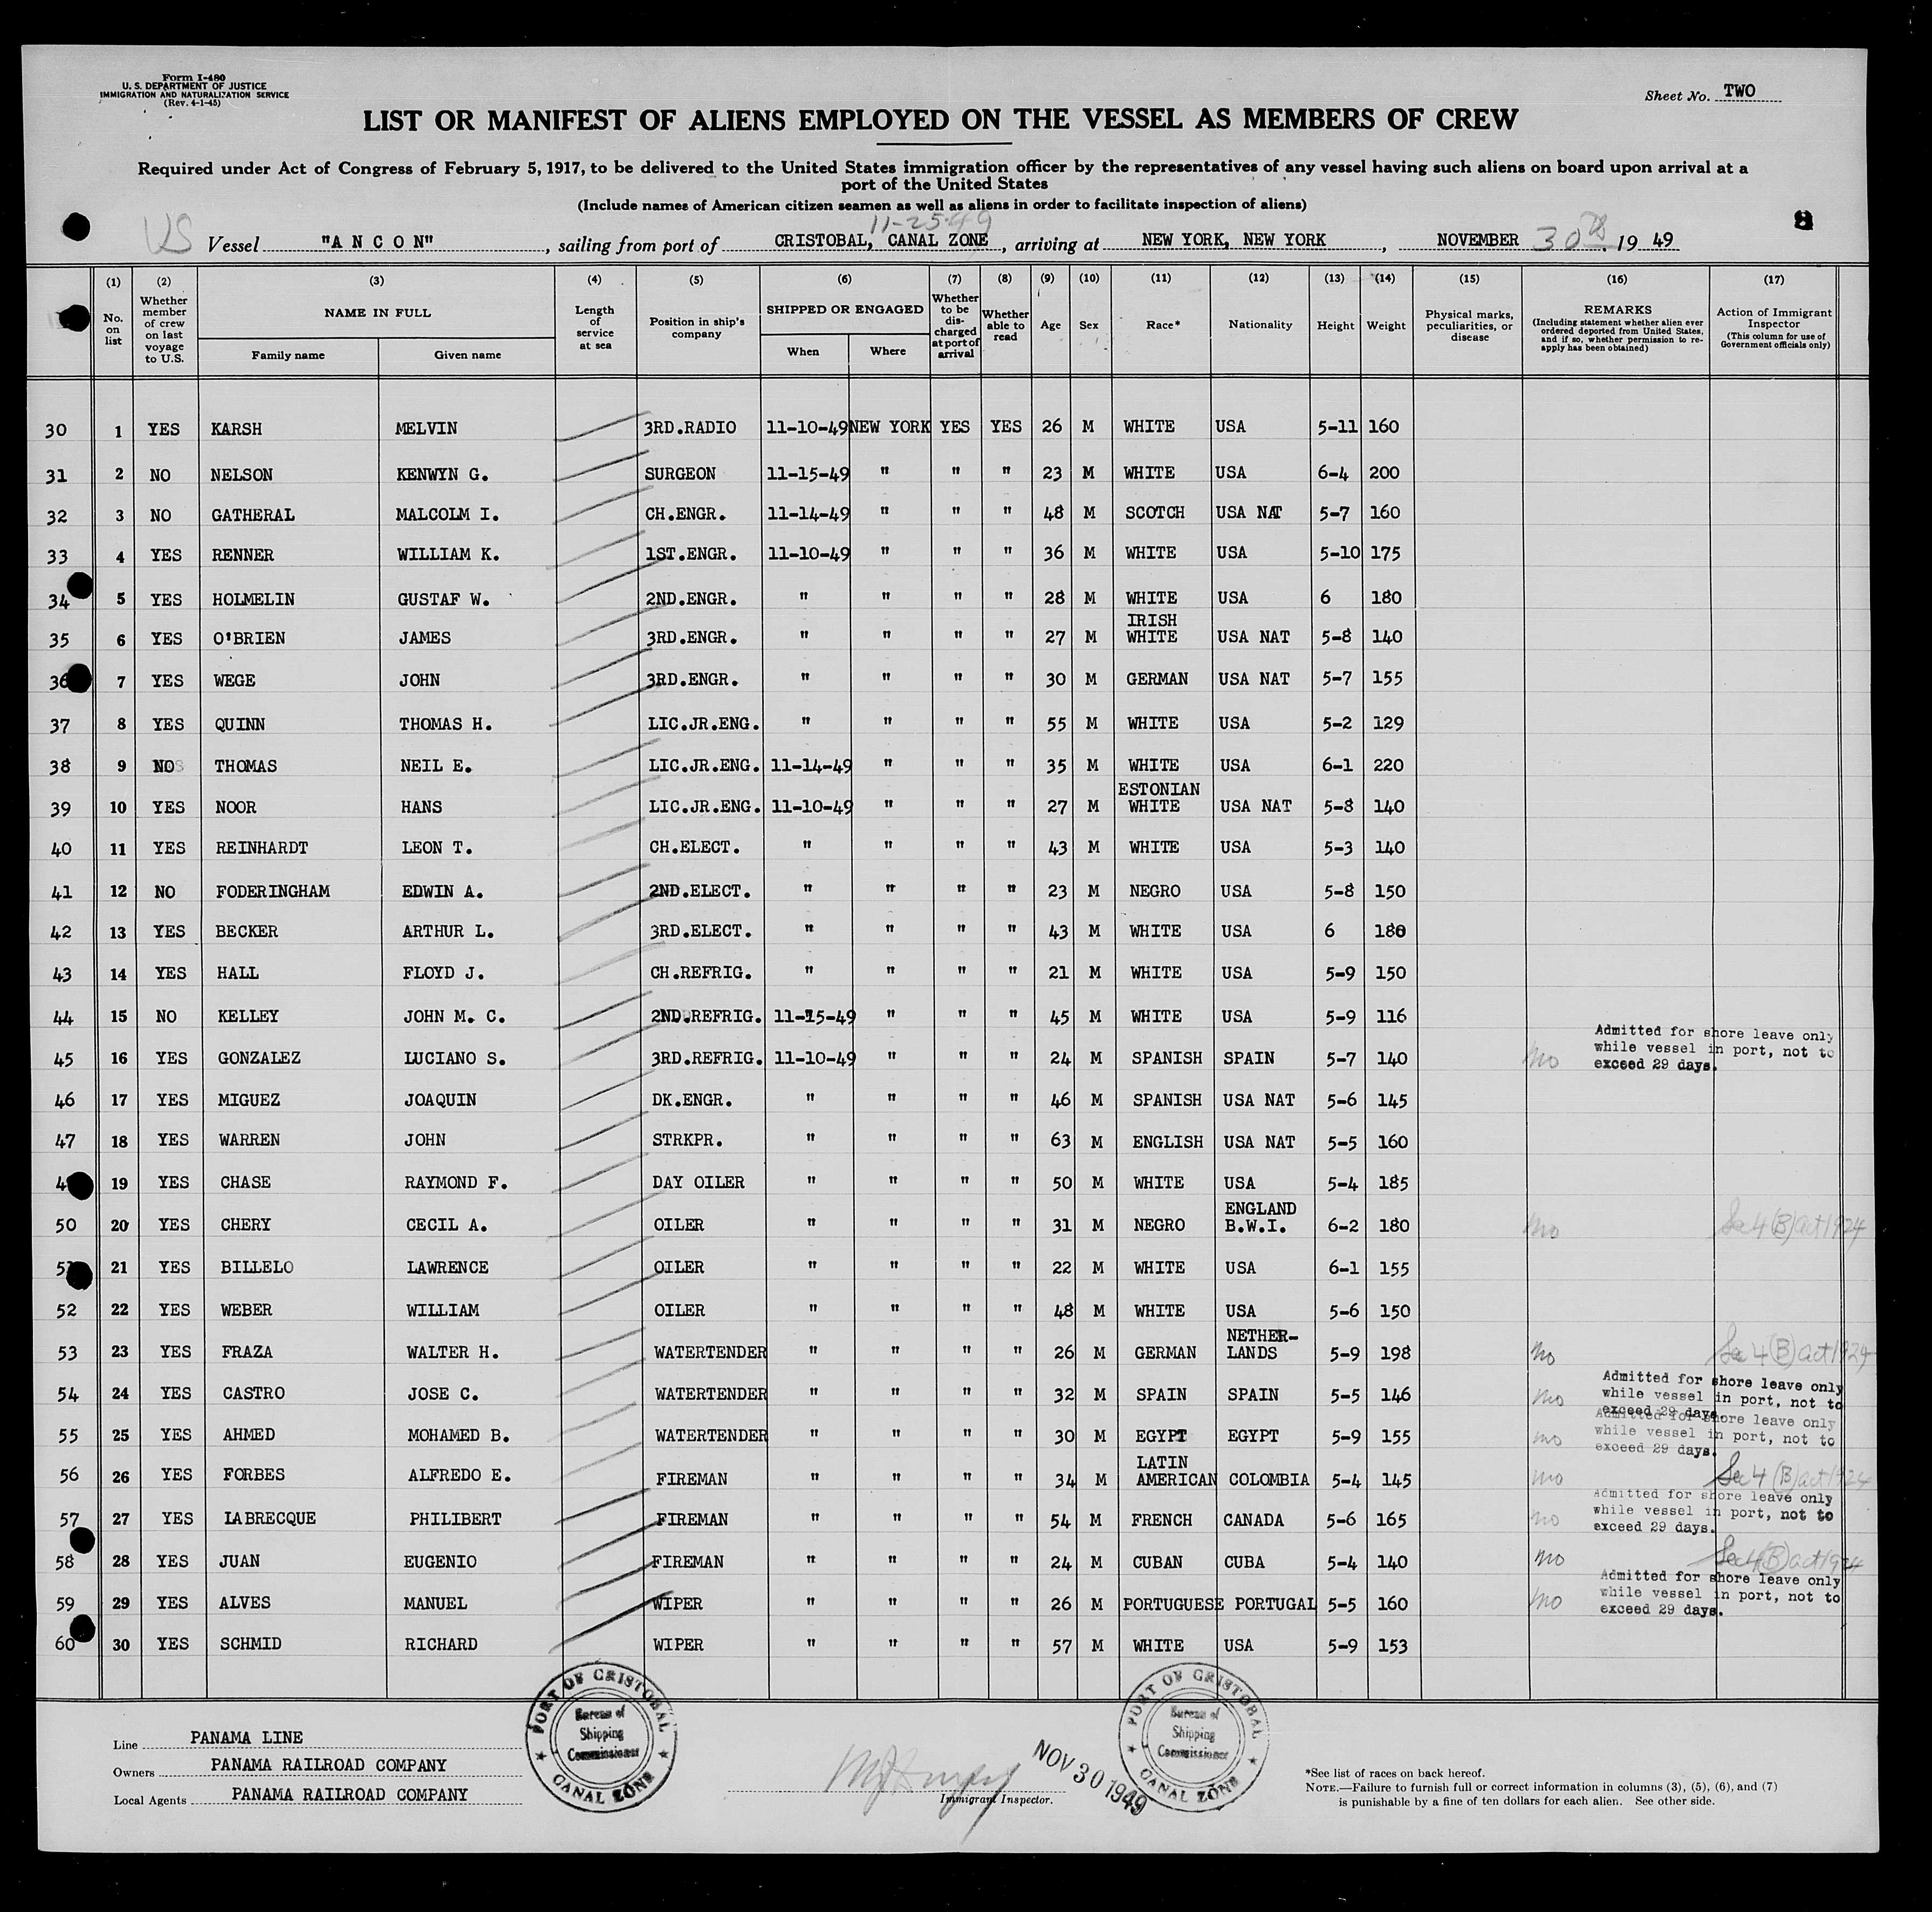 Form I-480
U. S. DEPARTMENT OF JUSTICE
IMMIGRATION AND NATURALIZATION SERVICE
(Rev. 4-1-45)
Sheet No. TWO
LIST OR MANIFEST OF ALIENS EMPLOYED ON THE VESSEL AS MEMBERS OF CREW
Required under Act of Congress of February 5, 1917, to be delivered to the United States immigration officer by the representatives of any vessel having such aliens on board upon arrival at a
port of the United States
(Include names of American citizen seamen as well as aliens in order to facilitate inspection of aliens)
11-25-49
US Vessel "A N C O N", sailing from port of CRISTOBAL, CANAL ZONE, arriving at NEW YORK, NEW YORK, NOVEMBER 30th, 19 49
(1) No. on list
(2) Whether member of crew on last voyage to U.S.
(3) NAME IN FULL Family name Given name
(4) Length of service at sea
(5) Position in ship's company
(6) SHIPPED OR ENGAGED When Where
(7) Whether to be discharged at port of arrival
(8) Whether able to read
(9) Age
(10) Sex
(11) Race*
(12) Nationality
(13) Height
(14) Weight
(15) Physical marks, peculiarities, or disease
(16) REMARKS (Including statement whether alien ever ordered deported from United States, and if so, whether permission to re-apply has been obtained)
(17) Action of Immigrant Inspector (This column for use of Government officials only)
30 1 YES KARSH MELVIN 3RD.RADIO 11-10-49 NEW YORK YES YES 26 M WHITE USA 5-11 160
31 2 NO NELSON KENWYN G. SURGEON 11-15-49 " " " 23 M WHITE USA 6-4 200
32 3 NO GATHERAL MALCOLM I. CH.ENGR. 11-14-49 " " " 48 M SCOTCH USA NAT 5-7 160
33 4 YES RENNER WILLIAM K. 1ST.ENGR. 11-10-49 " " " 36 M WHITE USA 5-10 175
34 5 YES HOLMELIN GUSTAF W. 2ND.ENGR. " " " " 28 M WHITE USA 6 180
35 6 YES O'BRIEN JAMES 3RD.ENGR. " " " " 27 M IRISH WHITE USA NAT 5-8 140
36 7 YES WEGE JOHN 3RD.ENGR. " " " " 30 M GERMAN USA NAT 5-7 155
37 8 YES QUINN THOMAS H. LIC.JR.ENG. " " " " 55 M WHITE USA 5-2 129
38 9 NO THOMAS NEIL E. LIC.JR.ENG. 11-14-49 " " " 35 M WHITE USA 6-1 220
39 10 YES NOOR HANS LIC.JR.ENG. 11-10-49 " " " 27 M ESTONIAN WHITE USA NAT 5-8 140
40 11 YES REINHARDT LEON T. CH.ELECT. " " " " 43 M WHITE USA 5-3 140
41 12 NO FODERINGHAM EDWIN A. 2ND.ELECT. " " " " 23 M NEGRO USA 5-8 150
42 13 YES BECKER ARTHUR L. 3RD.ELECT. " " " " 43 M WHITE USA 6 180
43 14 YES HALL FLOYD J. CH.REFRIG. " " " " 21 M WHITE USA 5-9 150
44 15 NO KELLEY JOHN M. C. 2ND.REFRIG. 11-15-49 " " " 45 M WHITE USA 5-9 116
45 16 YES GONZALEZ LUCIANO S. 3RD.REFRIG. 11-10-49 " " " 24 M SPANISH SPAIN 5-7 140 no Admitted for shore leave only while vessel in port, not to exceed 29 days.
46 17 YES MIGUEZ JOAQUIN DK.ENGR. " " " " 46 M SPANISH USA NAT 5-6 145
47 18 YES WARREN JOHN STRKPR. " " " " 63 M ENGLISH USA NAT 5-5 160
19 YES CHASE RAYMOND F. DAY OILER " " " " 50 M WHITE USA 5-4 185
50 20 YES CHERY CECIL A. OILER " " " " 31 M NEGRO ENGLAND B.W.I. 6-2 180 no Sec 4 (B) act 1924
21 YES BILLELO LAWRENCE OILER " " " " 22 M WHITE USA 6-1 155
52 22 YES WEBER WILLIAM OILER " " " " 48 M WHITE USA 5-6 150
53 23 YES FRAZA WALTER H. WATERTENDER " " " " 26 M GERMAN NETHER-LANDS 5-9 198 no Sec 4 (B) act 1924
54 24 YES CASTRO JOSE C. WATERTENDER " " " " 32 M SPAIN SPAIN 5-5 146 no Admitted for shore leave only while vessel in port, not to exceed 29 days.
55 25 YES AHMED MOHAMED B. WATERTENDER " " " " 30 M EGYPT EGYPT 5-9 155 no Admitted for shore leave only while vessel in port, not to exceed 29 days.
56 26 YES FORBES ALFREDO E. FIREMAN " " " " 34 M LATIN AMERICAN COLOMBIA 5-4 145 no Sec 4 (B) act 1924
57 27 YES LABRECQUE PHILIBERT FIREMAN " " " " 54 M FRENCH CANADA 5-6 165 no Admitted for shore leave only while vessel in port, not to exceed 29 days.
58 28 YES JUAN EUGENIO FIREMAN " " " " 24 M CUBAN CUBA 5-4 140 no Sec 4 (B) act 1924
59 29 YES ALVES MANUEL WIPER " " " " 26 M PORTUGUESE PORTUGAL 5-5 160 no Admitted for shore leave only while vessel in port, not to exceed 29 days.
60 30 YES SCHMID RICHARD WIPER " " " " 57 M WHITE USA 5-9 153
Line PANAMA LINE
Owners PANAMA RAILROAD COMPANY
Local Agents PANAMA RAILROAD COMPANY
PORT OF CRISTOBAL Bureau of Shipping Commissioner CANAL ZONE
Immigrant Inspector.
NOV 30 1949
PORT OF CRISTOBAL Bureau of Shipping Commissioner CANAL ZONE
*See list of races on back hereof.
NOTE.—Failure to furnish full or correct information in columns (3), (5), (6), and (7)
is punishable by a fine of ten dollars for each alien. See other side.